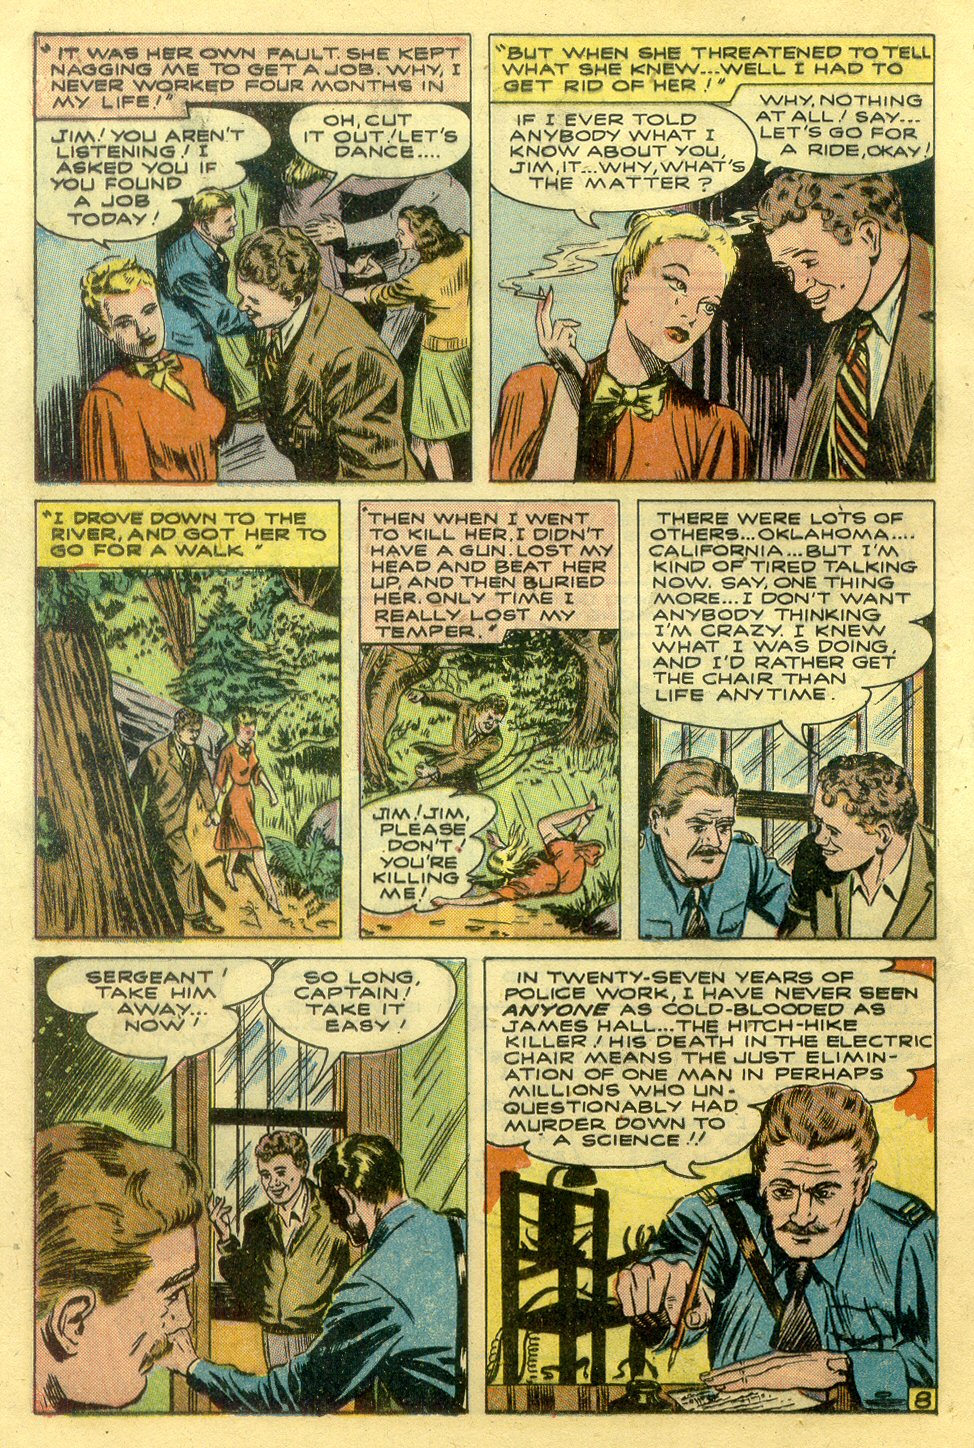 "IT WAS HER OWN FAULT. SHE KEPT
NAGGING ME TO GET A JOB. WHY, I
NEVER WORKED FOUR MONTHS IN
MY LIFE!"
JIM! YOU AREN'T
LISTENING! I
ASKED YOU IF
YOU FOUND
A JOB
TODAY!
OH, CUT
IT OUT! LET'S
DANCE....
"BUT WHEN SHE THREATENED TO TELL
WHAT SHE KNEW...WELL I HAD TO
GET RID OF HER!"
IF I EVER TOLD
ANYBODY WHAT I
KNOW ABOUT YOU,
JIM, IT...WHY, WHAT'S
THE MATTER?
WHY, NOTHING
AT ALL! SAY...
LET'S GO FOR
A RIDE, OKAY!
"I DROVE DOWN TO THE
RIVER, AND GOT HER TO
GO FOR A WALK"
"THEN WHEN I WENT
TO KILL HER, I DIDN'T
HAVE A GUN. LOST MY
HEAD AND BEAT HER
UP, AND THEN BURIED
HER. ONLY TIME I
REALLY LOST MY
TEMPER."
JIM! JIM,
PLEASE
DON'T!
YOU'RE
KILLING
ME!
THERE WERE LOTS OF
OTHERS...OKLAHOMA....
CALIFORNIA...BUT I'M
KIND OF TIRED TALKING
NOW. SAY, ONE THING
MORE...I DON'T WANT
ANYBODY THINKING
I'M CRAZY. I KNEW
WHAT I WAS DOING,
AND I'D RATHER GET
THE CHAIR THAN
LIFE ANYTIME.
SERGEANT!
TAKE HIM
AWAY...
NOW!
SO LONG,
CAPTAIN!
TAKE IT
EASY!
IN TWENTY-SEVEN YEARS OF
POLICE WORK, I HAVE NEVER SEEN
ANYONE AS COLD-BLOODED AS
JAMES HALL...THE HITCH-HIKE
KILLER! HIS DEATH IN THE ELECTRIC
CHAIR MEANS THE JUST ELIMIN-
ATION OF ONE MAN IN PERHAPS
MILLIONS WHO UN-
QUESTIONABLY HAD
MURDER DOWN TO
A SCIENCE!!
8